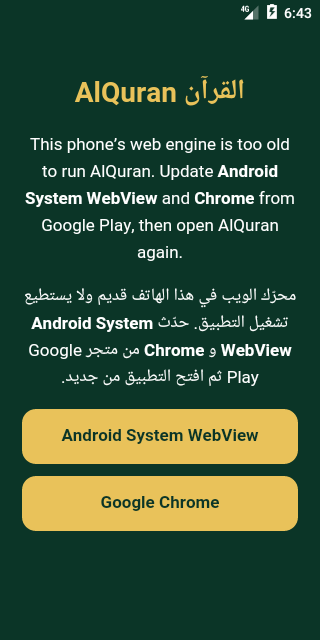 4G 6:43
AlQuran القرآن
This phone’s web engine is too old
to run AlQuran. Update Android
System WebView and Chrome from
Google Play, then open AlQuran
again.
محرّك الويب في هذا الهاتف قديم ولا يستطيع
تشغيل التطبيق. حدّث Android System
WebView و Chrome من متجر Google
Play ثم افتح التطبيق من جديد.
Android System WebView
Google Chrome